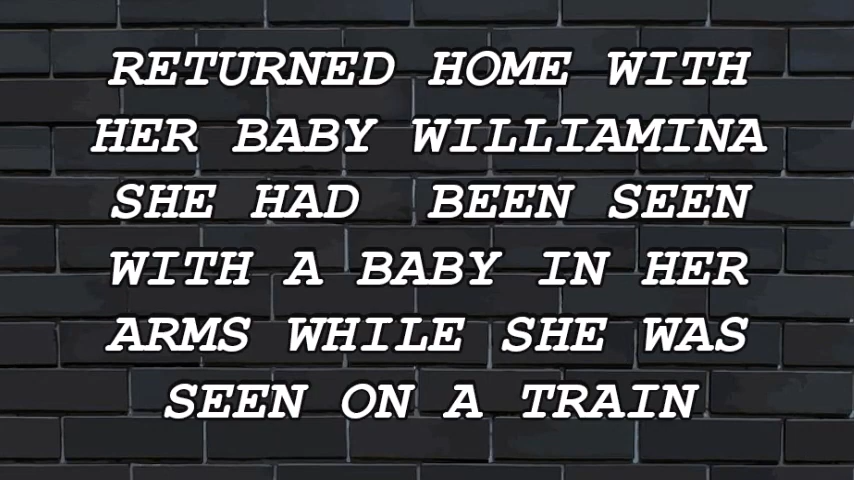 RETURNED HOME WITH
HER BABY WILLIAMINA
SHE HAD  BEEN SEEN
WITH A BABY IN HER
ARMS WHILE SHE WAS
SEEN ON A TRAIN